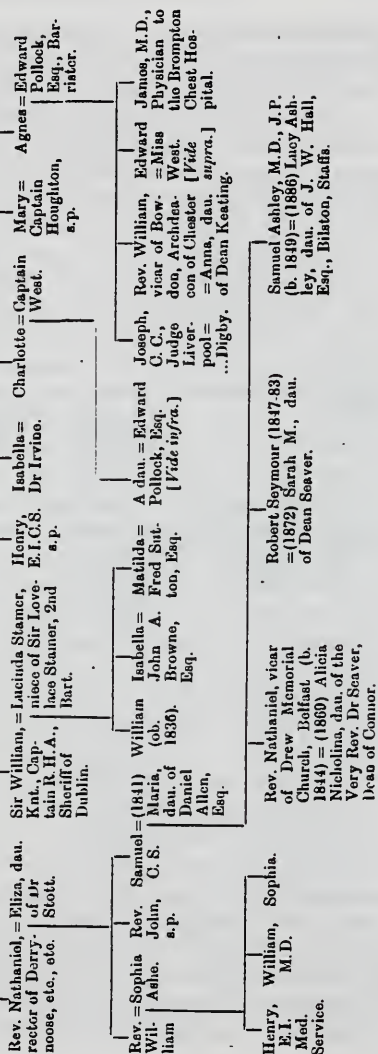 Rev. Nathaniel, = Eliza, dau.
rector of Derry- of Dr
noose, etc., etc. Stott.
Sir William, = Lucinda Stamer,
Knt., Cap- niece of Sir Love-
tain R.H.A., lace Stamer, 2nd
Sheriff of Bart.
Dublin.
Henry,
E.I.C.S.
s.p.
Isabella=
Dr Irvine.
Charlotte=Captain
West.
Mary=
Captain
Houghton,
s.p.
Agnes=Edward
Pollock,
Esq., Bar-
rister.
Rev. = Sophia
Wil- Ashe.
liam
Rev.
John,
s.p.
Samuel=(1841)
C.S. Maria,
dau. of
Daniel
Allen,
Esq.
William
(ob.
1836).
Isabella=
John A.
Browne,
Esq.
Matilda=
Fred Sut-
ton, Esq.
A dau.=Edward
Pollock, Esq.
[Vide infra.]
Joseph,
C.C.,
Judge
Liver-
pool=
...Digby.
Rev. William,
vicar of Bow-
don, Archdea-
con of Chester
=Anna, dau.
of Dean Keating.
Edward
=Miss
West.
[Vide
supra.]
James, M.D.,
Physician to
the Brompton
Chest Hos-
pital.
Henry,
E.I.
Med.
Service.
William,
M.D.
Sophia.
Rev. Nathaniel, vicar
of Drew Memorial
Church, Belfast (b.
1844)=(1869) Alicia
Nicholina, dau. of the
Very Rev. Dr Seaver,
Dean of Connor.
Robert Seymour (1847-83)
=(1872) Sarah M., dau.
of Dean Seaver.
Samuel Ashley, M.D., J.P.
(b. 1849)=(1886) Lucy Ash-
ley, dau. of J. W. Hall,
Esq., Bilston, Staffs.